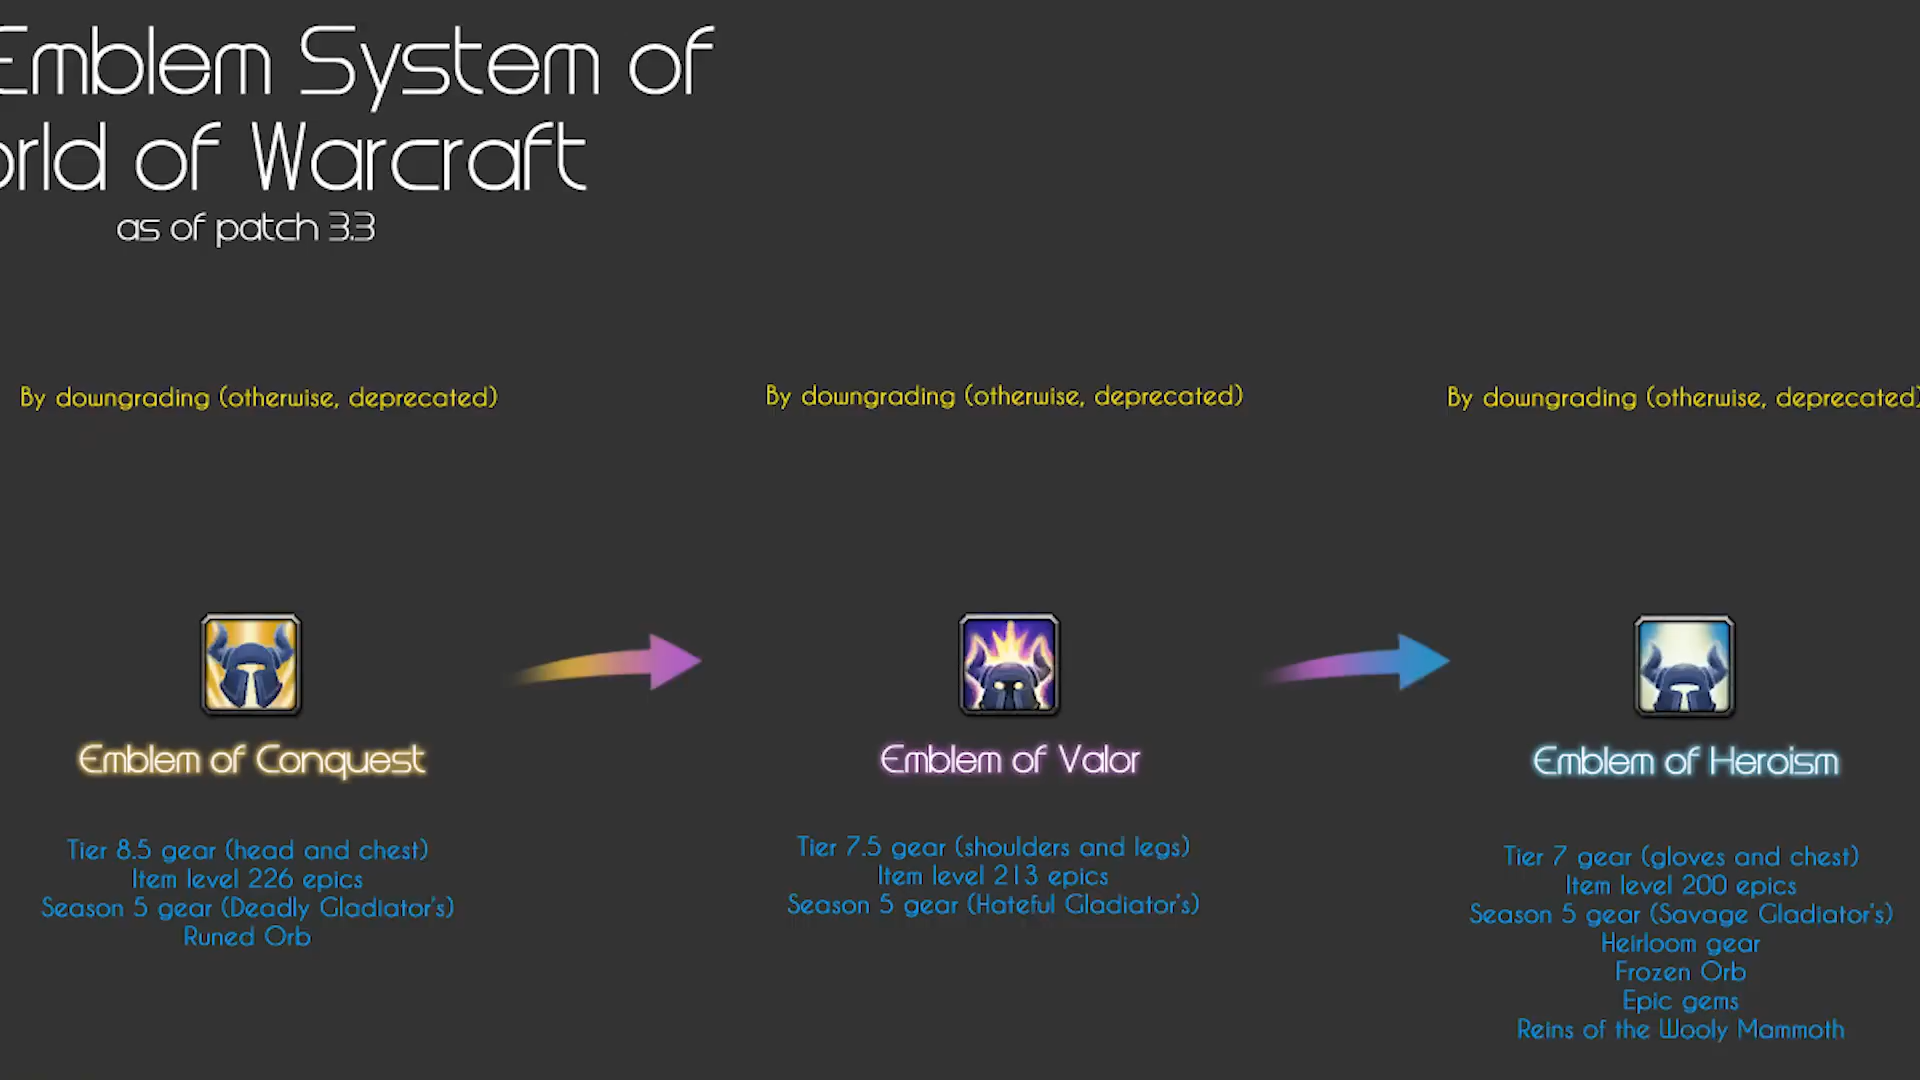 Emblem System of
orld of Warcraft
as of patch 3.3
By downgrading (otherwise, deprecated)
By downgrading (otherwise, deprecated)
By downgrading (otherwise, deprecated)
Emblem of Conquest
Emblem of Valor
Emblem of Heroism
Tier 8.5 gear (head and chest)
Item level 226 epics
Season 5 gear (Deadly Gladiator's)
Runed Orb
Tier 7.5 gear (shoulders and legs)
Item level 213 epics
Season 5 gear (Hateful Gladiator's)
Tier 7 gear (gloves and chest)
Item level 200 epics
Season 5 gear (Savage Gladiator's)
Heirloom gear
Frozen Orb
Epic gems
Reins of the Wooly Mammoth